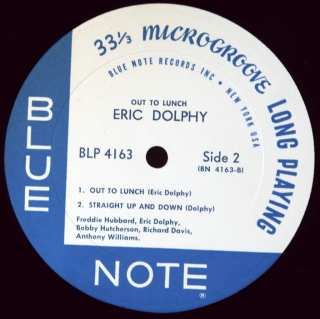 33 1/3 MICROGROOVE LONG PLAYING
BLUE NOTE RECORDS INC • NEW YORK USA
OUT TO LUNCH
ERIC DOLPHY
BLP 4163
Side 2
(BN 4163-B)
1. OUT TO LUNCH (Eric Dolphy)
2. STRAIGHT UP AND DOWN (Dolphy)
Freddie Hubbard, Eric Dolphy,
Bobby Hutcherson, Richard Davis,
Anthony Williams.
BLUE
NOTE
®